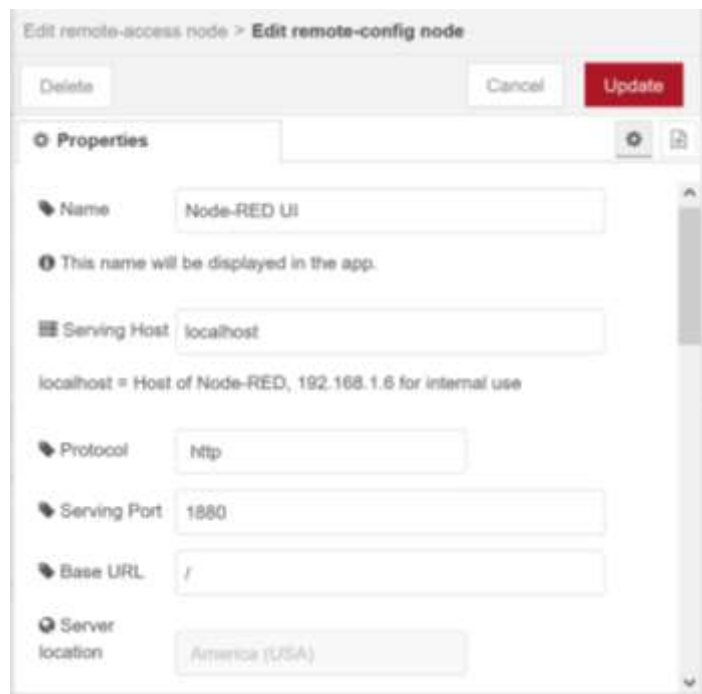 Edit remote-access node > Edit remote-config node
Delete Cancel Update
Properties
Name Node-RED UI
This name will be displayed in the app.
Serving Host localhost
localhost = Host of Node-RED, 192.168.1.6 for internal use
Protocol http
Serving Port 1880
Base URL /
Server
location America (USA)